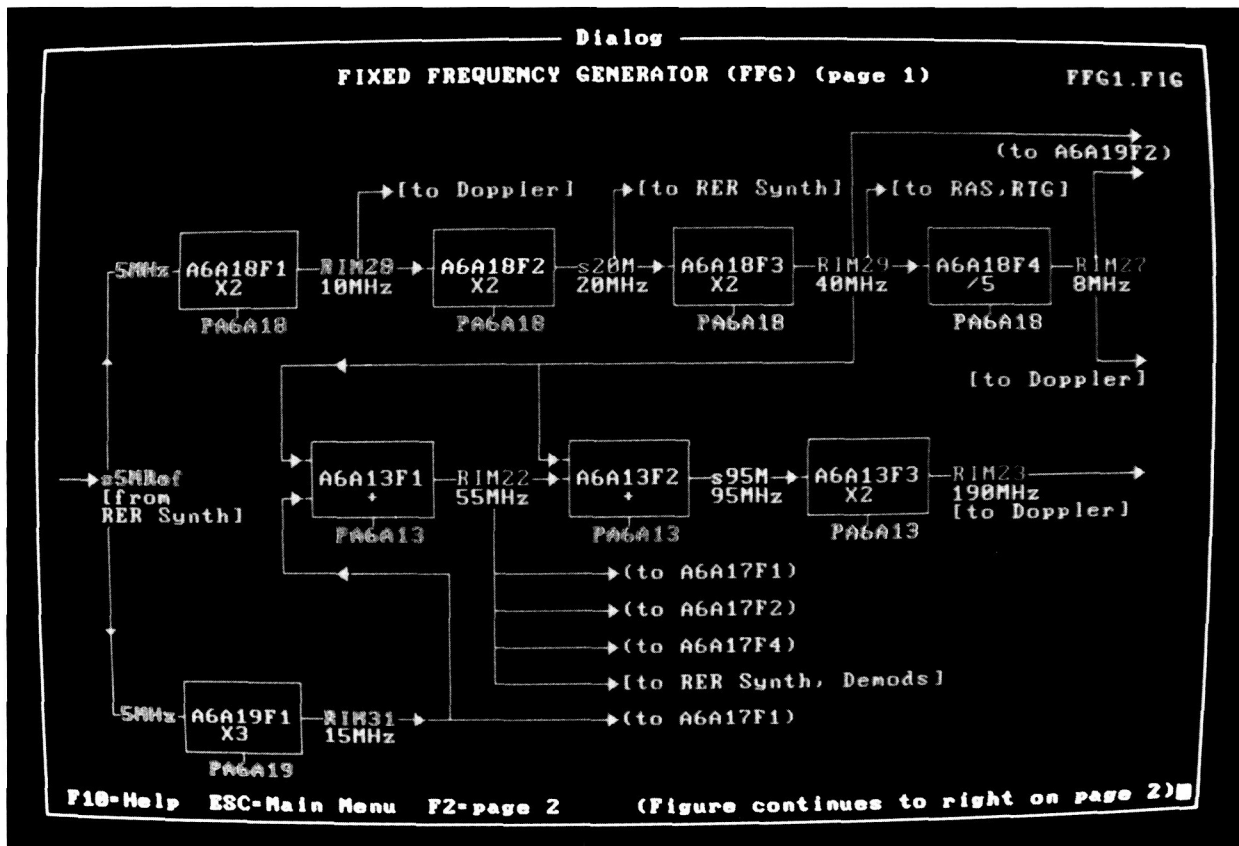 Dialog
FIXED FREQUENCY GENERATOR (FFG) (page 1)
FFG1.FIG
(to A6A19F2)
[to Doppler]
[to RER Synth]
[to RAS,RTG]
5MHz
A6A18F1
X2
RIM28
10MHz
A6A18F2
X2
s20M
20MHz
A6A18F3
X2
RIM29
40MHz
A6A18F4
/5
RIM27
8MHz
PA6A18
PA6A18
PA6A18
PA6A18
[to Doppler]
s5MRef
[from
RER Synth]
A6A13F1
+
RIM22
55MHz
A6A13F2
+
s95M
95MHz
A6A13F3
X2
RIM23
190MHz
[to Doppler]
PA6A13
PA6A13
PA6A13
(to A6A17F1)
(to A6A17F2)
(to A6A17F4)
[to RER Synth, Demods]
(to A6A17F1)
5MHz
A6A19F1
X3
RIM31
15MHz
PA6A19
F10=Help ESC=Main Menu F2=page 2 (Figure continues to right on page 2)